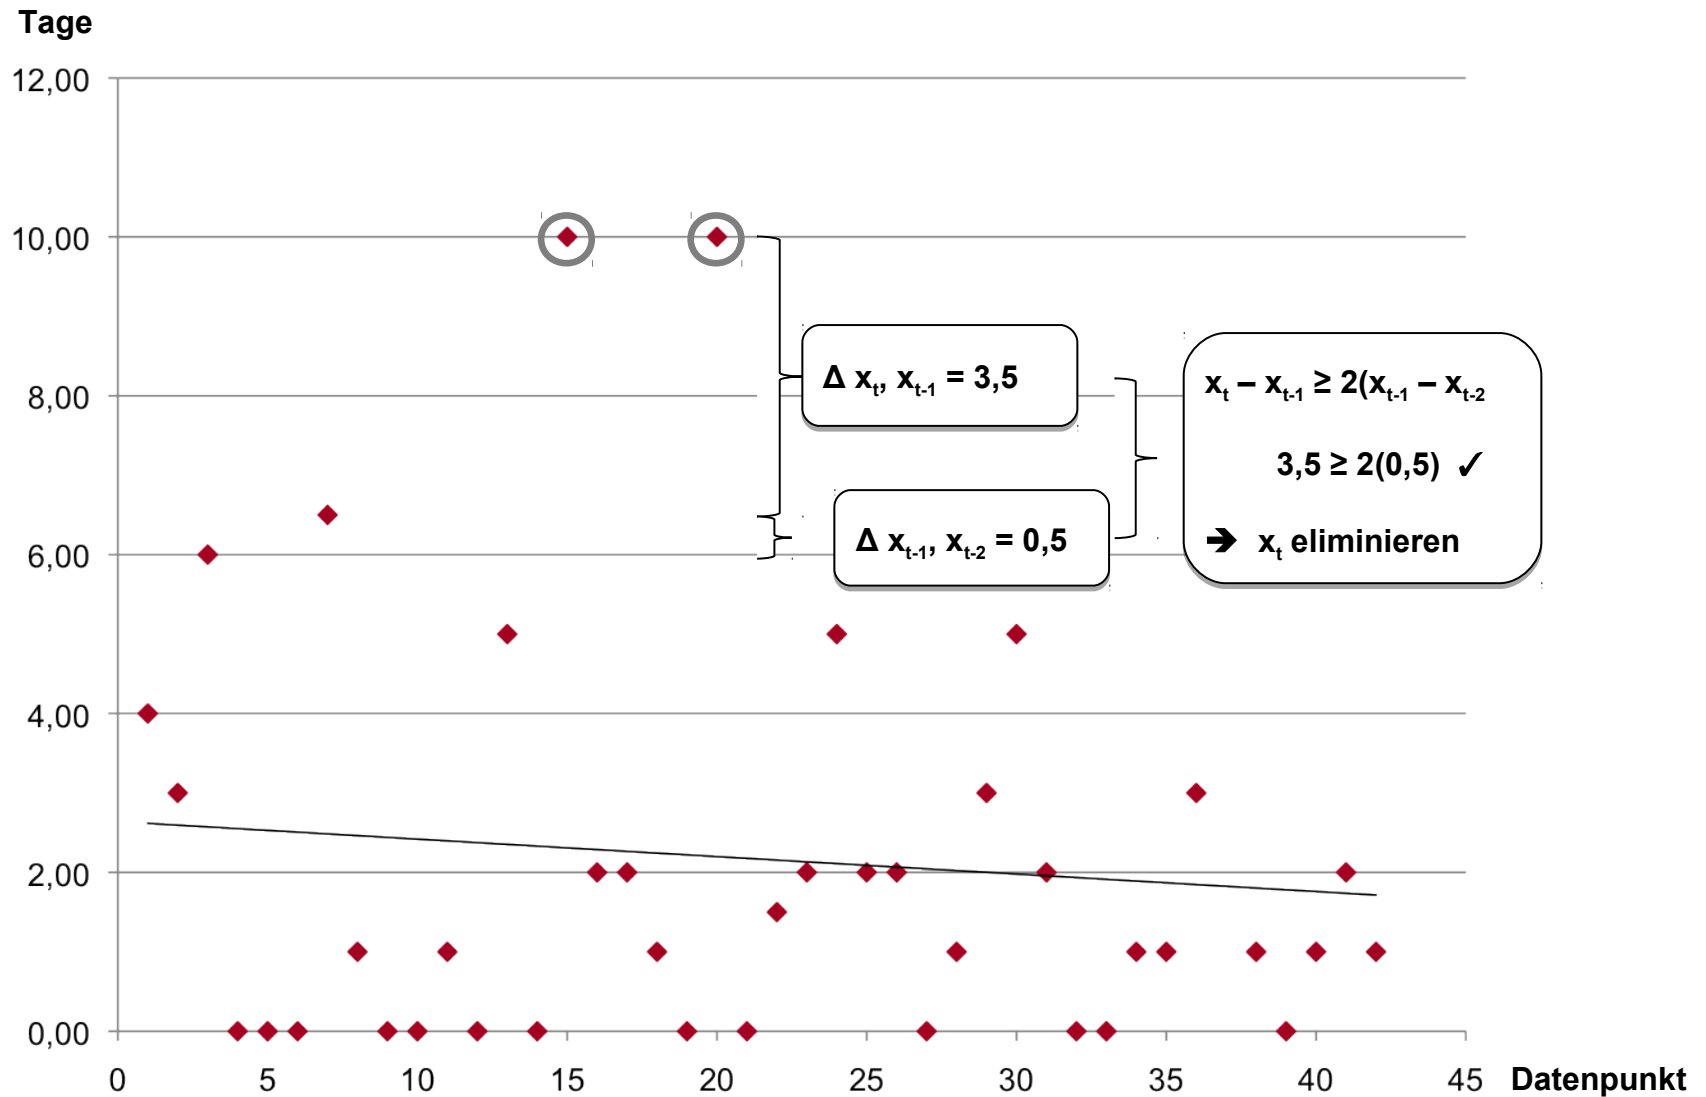 Tage
12,00
10,00
8,00
6,00
4,00
2,00
0,00
Δ xt, xt-1 = 3,5
Δ xt-1, xt-2 = 0,5
xt – xt-1 ≥ 2(xt-1 – xt-2
3,5 ≥ 2(0,5) ✓
➔ xt eliminieren
0 5 10 15 20 25 30 35 40 45 Datenpunkt